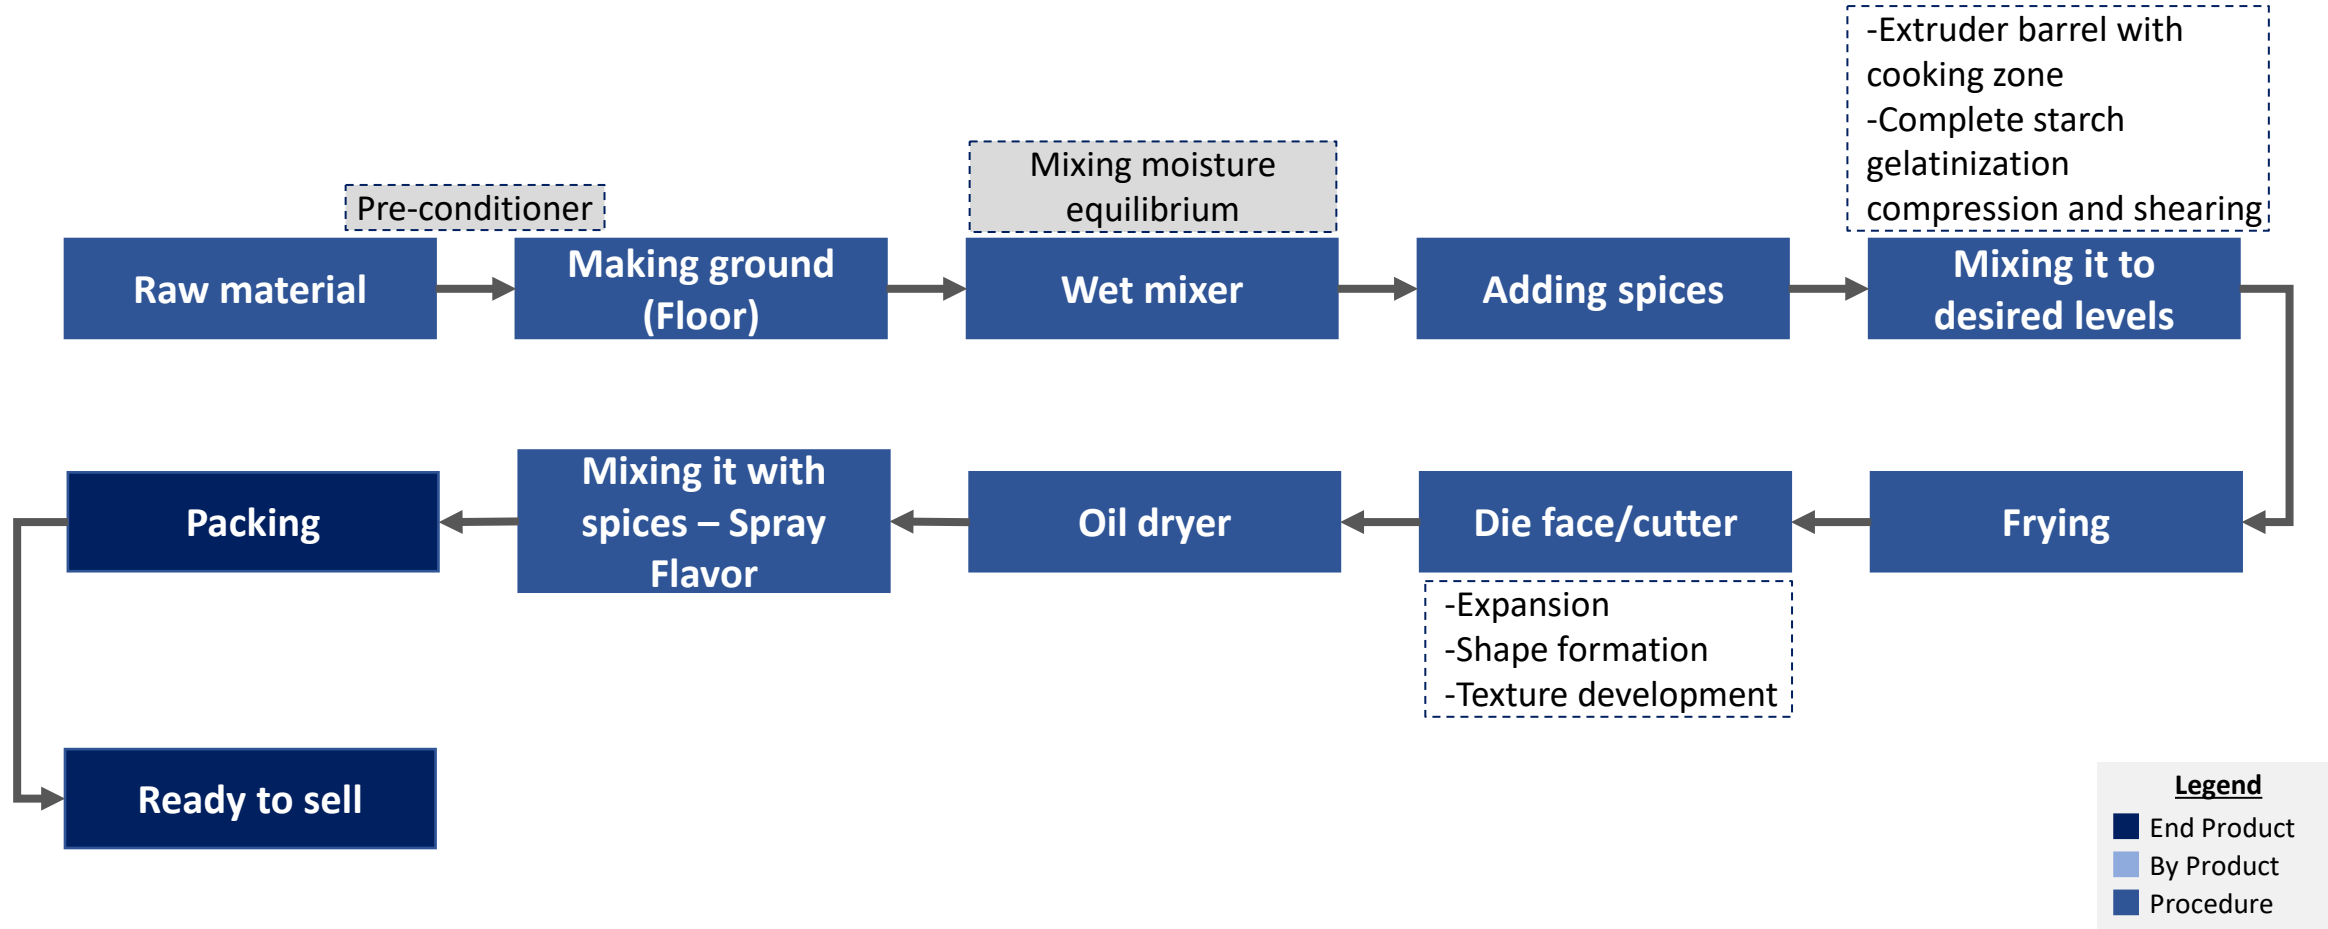 -Extruder barrel with
cooking zone
-Complete starch
gelatinization
compression and shearing
Mixing moisture
equilibrium
Pre-conditioner
Raw material
Making ground
(Floor)
Wet mixer
Adding spices
Mixing it to
desired levels
Packing
Mixing it with
spices – Spray
Flavor
Oil dryer
Die face/cutter
Frying
-Expansion
-Shape formation
-Texture development
Ready to sell
Legend
End Product
By Product
Procedure